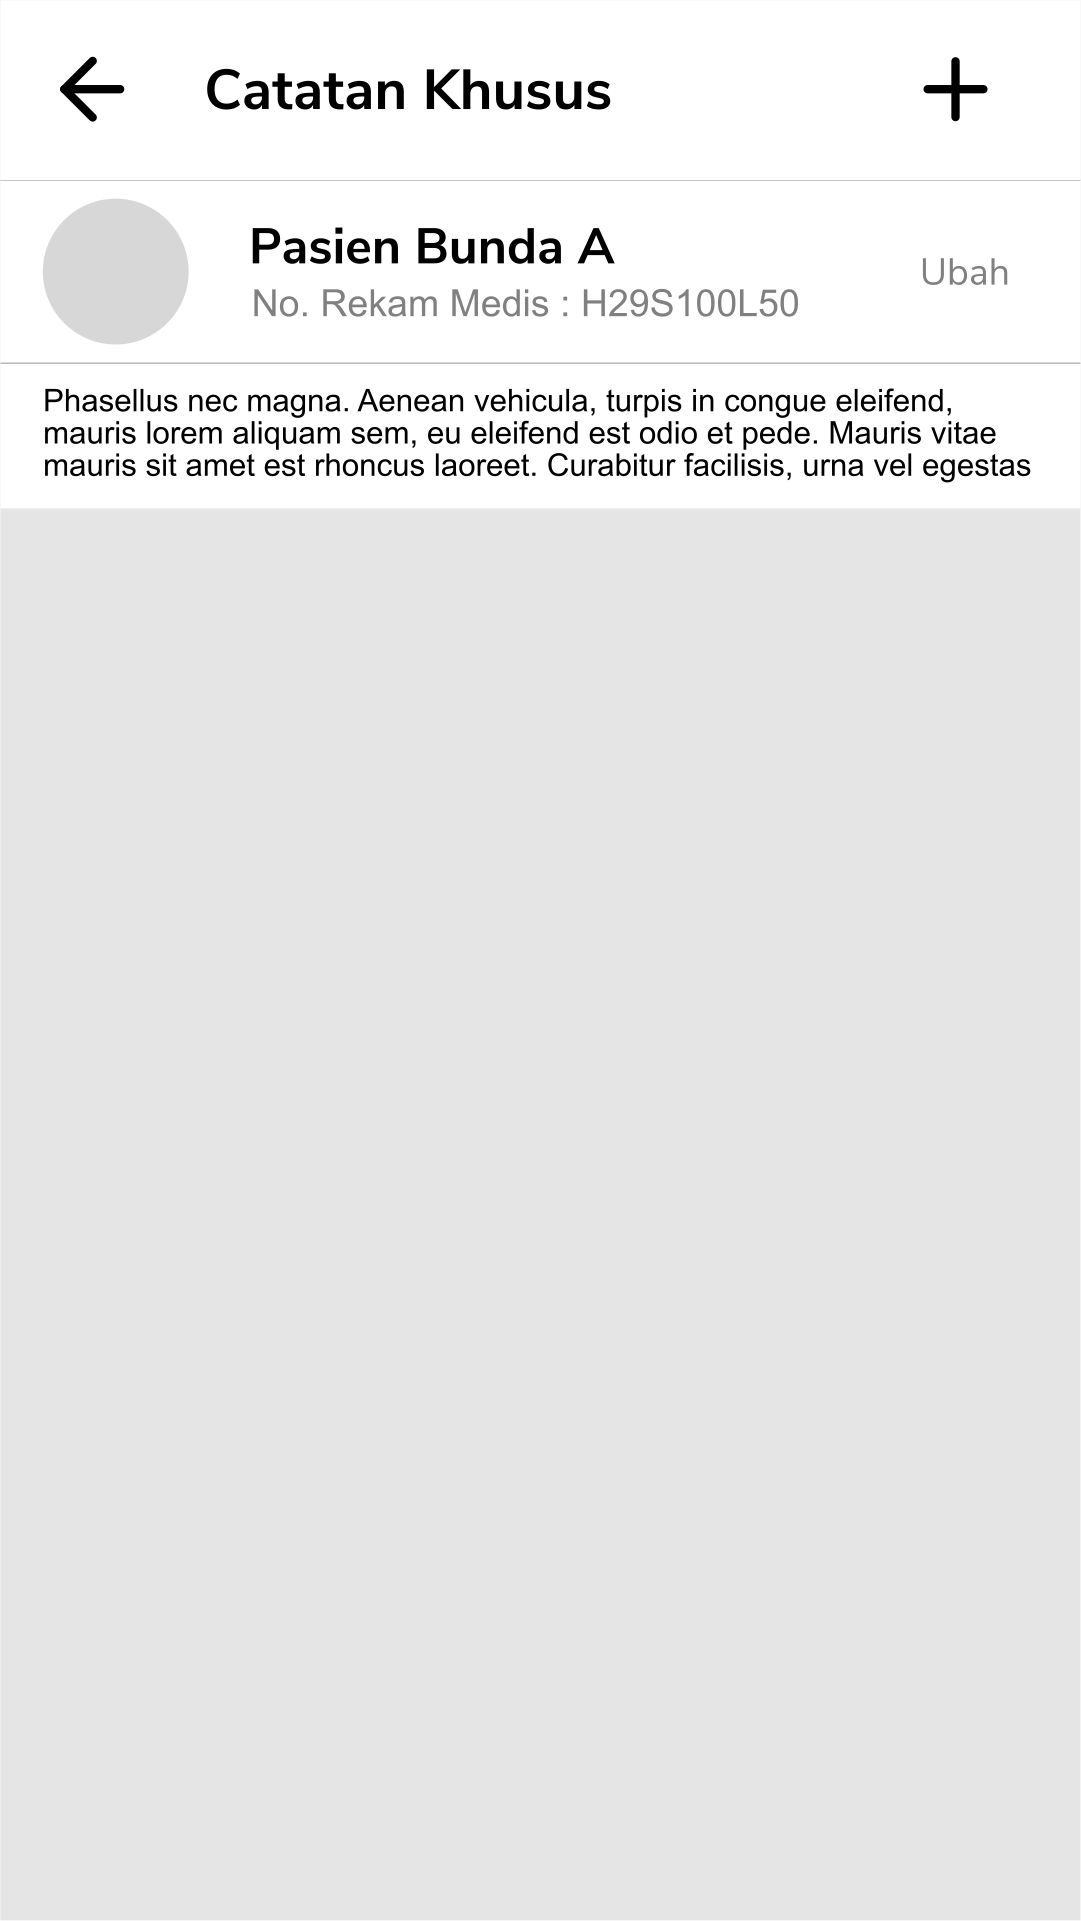 Catatan Khusus
Pasien Bunda A
No. Rekam Medis : H29S100L50
Ubah
Phasellus nec magna. Aenean vehicula, turpis in congue eleifend,
mauris lorem aliquam sem, eu eleifend est odio et pede. Mauris vitae
mauris sit amet est rhoncus laoreet. Curabitur facilisis, urna vel egestas